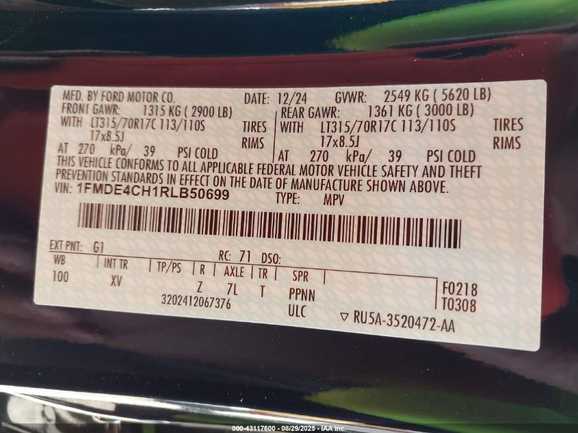 MFD. BY FORD MOTOR CO. DATE: 12/24 GVWR: 2549 KG ( 5620 LB)
FRONT GAWR: 1315 KG ( 2900 LB) REAR GAWR: 1361 KG ( 3000 LB)
WITH LT315/70R17C 113/110S TIRES WITH LT315/70R17C 113/110S TIRES
17x8.5J RIMS 17x8.5J RIMS
AT 270 kPa/ 39 PSI COLD AT 270 kPa/ 39 PSI COLD
THIS VEHICLE CONFORMS TO ALL APPLICABLE FEDERAL MOTOR VEHICLE SAFETY AND THEFT
PREVENTION STANDARDS IN EFFECT ON THE DATE OF MANUFACTURE SHOWN ABOVE.
VIN: 1FMDE4CH1RLB50699 TYPE: MPV
EXT PNT: G1 RC: 71 DSO:
WB INT TR TP/PS R AXLE TR SPR F0218
100 XV Z 7L T PPNN T0308
3202412067376 ULC ▽ RU5A-3520472-AA
000-43117600 - 08/29/2025 - IAA Inc.